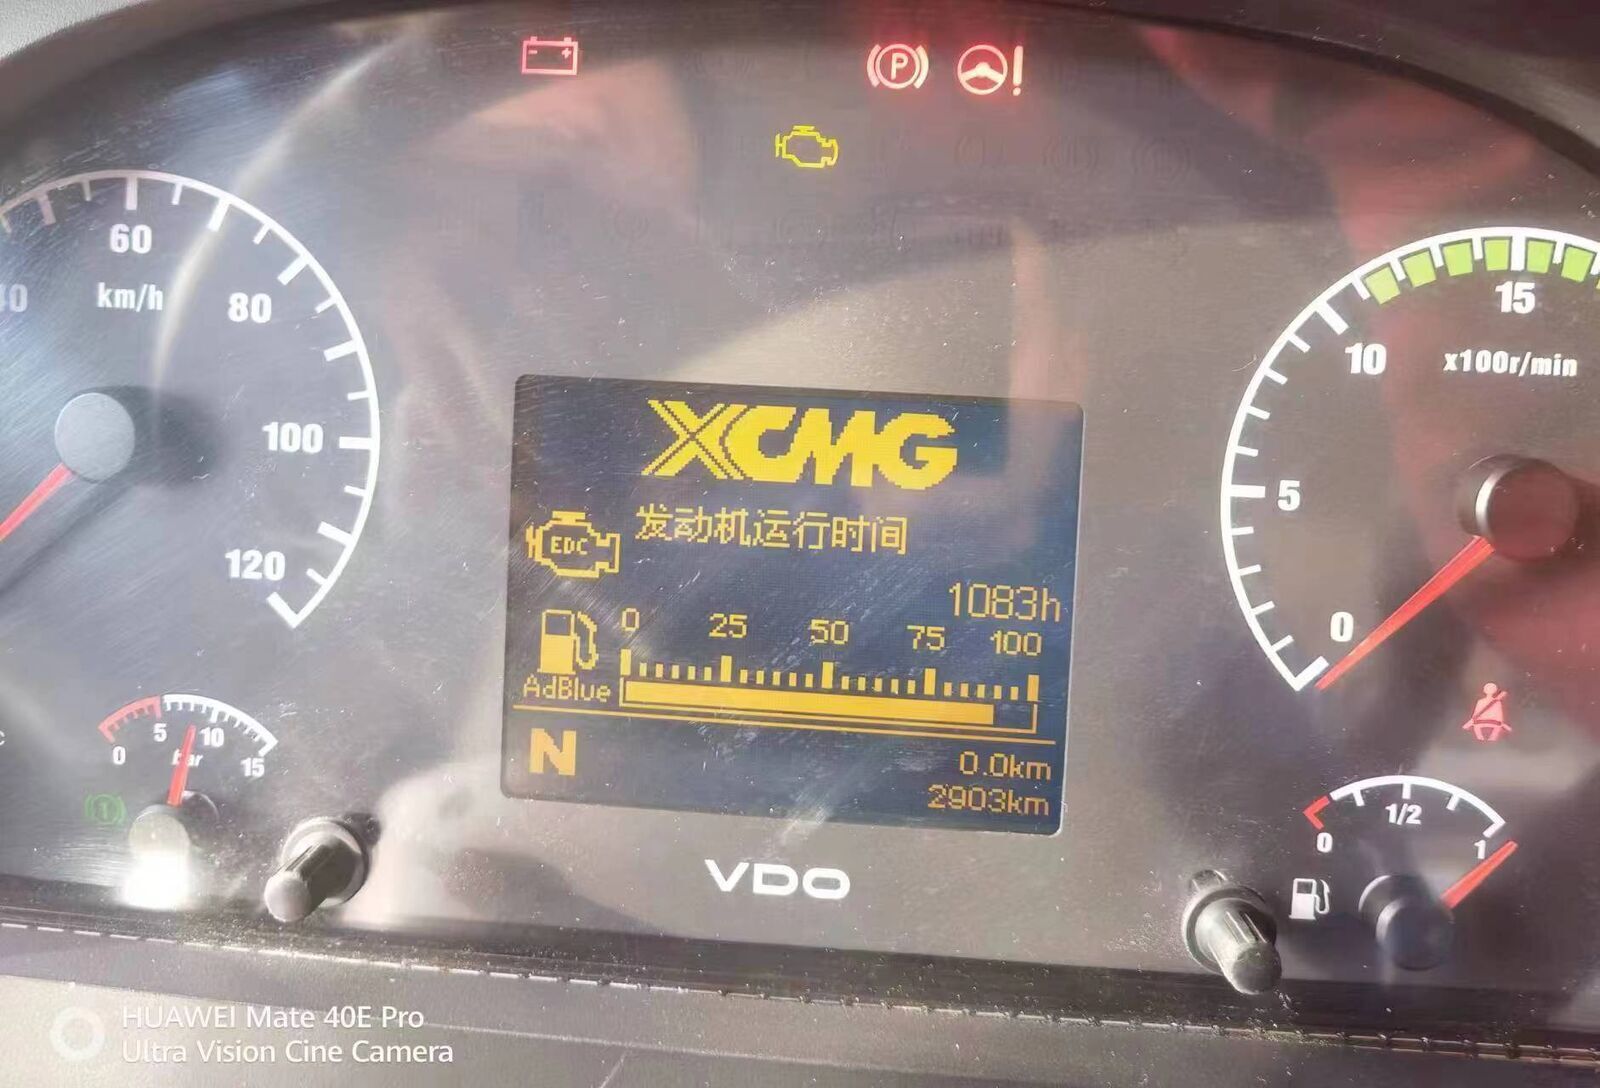 P
!
60
km/h
80
100
120
15
10
x100r/min
5
0
XCMG
EDC
发动机运行时间
1083h
0
25
50
75
100
AdBlue
N
0.0km
2903km
0
5
10
15
bar
1/2
0
1
VDO
HUAWEI Mate 40E Pro
Ultra Vision Cine Camera